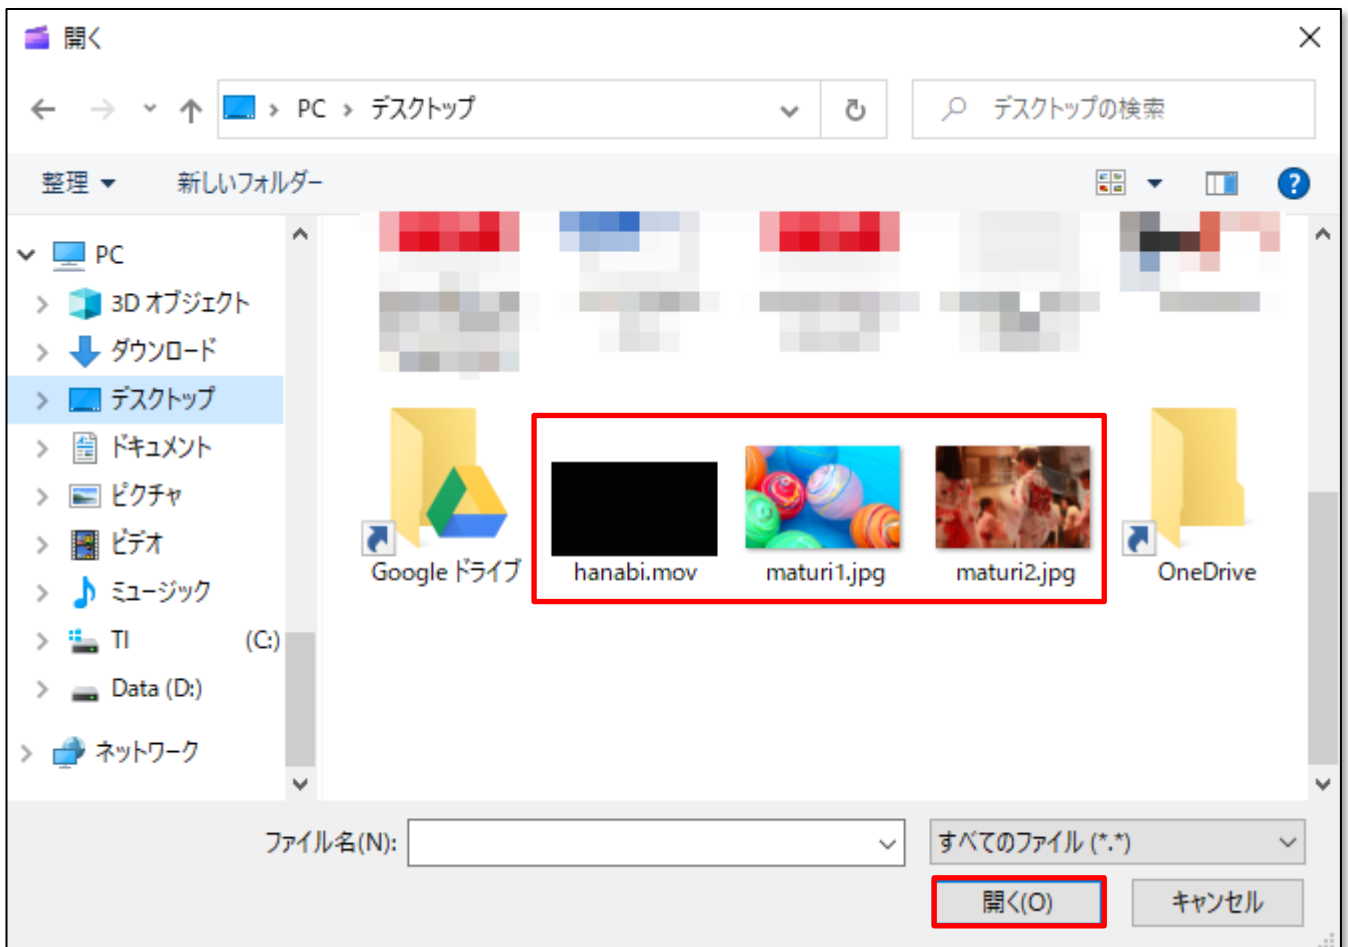 開く
PC › デスクトップ
デスクトップの検索
整理
新しいフォルダー
PC
3D オブジェクト
ダウンロード
デスクトップ
ドキュメント
ピクチャ
ビデオ
ミュージック
TI (C:)
Data (D:)
ネットワーク
Google ドライブ
hanabi.mov
maturi1.jpg
maturi2.jpg
OneDrive
ファイル名(N):
すべてのファイル (*.*)
開く(O)
キャンセル